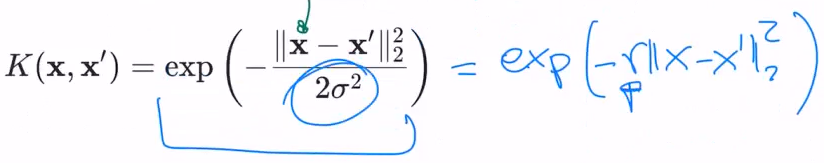 K(x, x′) = exp(−‖x − x′‖₂² / 2σ²) = exp(−γ‖x − x′‖₂²)